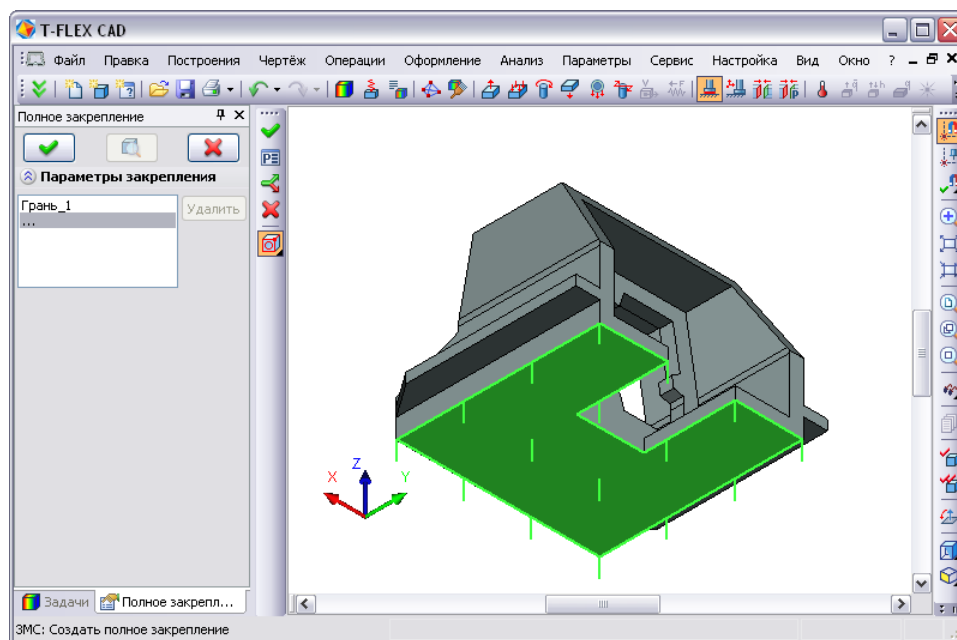 T-FLEX CAD
Файл Правка Построения Чертёж Операции Оформление Анализ Параметры Сервис Настройка Вид Окно ?
Полное закрепление
Параметры закрепления
Грань_1
Удалить
...
X Z Y
Задачи Полное закрепл...
ЗМС: Создать полное закрепление